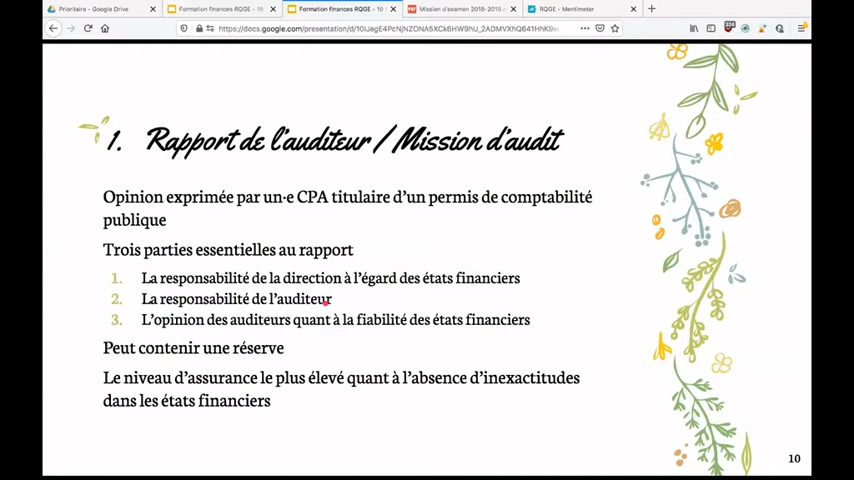 Prioritaire - Google Drive
Formation finances RQGE - 10
Formation finances RQGE - 10
Mission d'examen 2018-2019
RQGE - Mentimeter
1. Rapport de l'auditeur / Mission d'audit
Opinion exprimée par un·e CPA titulaire d'un permis de comptabilité
publique
Trois parties essentielles au rapport
1. La responsabilité de la direction à l'égard des états financiers
2. La responsabilité de l'auditeur
3. L'opinion des auditeurs quant à la fiabilité des états financiers
Peut contenir une réserve
Le niveau d'assurance le plus élevé quant à l'absence d'inexactitudes
dans les états financiers
10